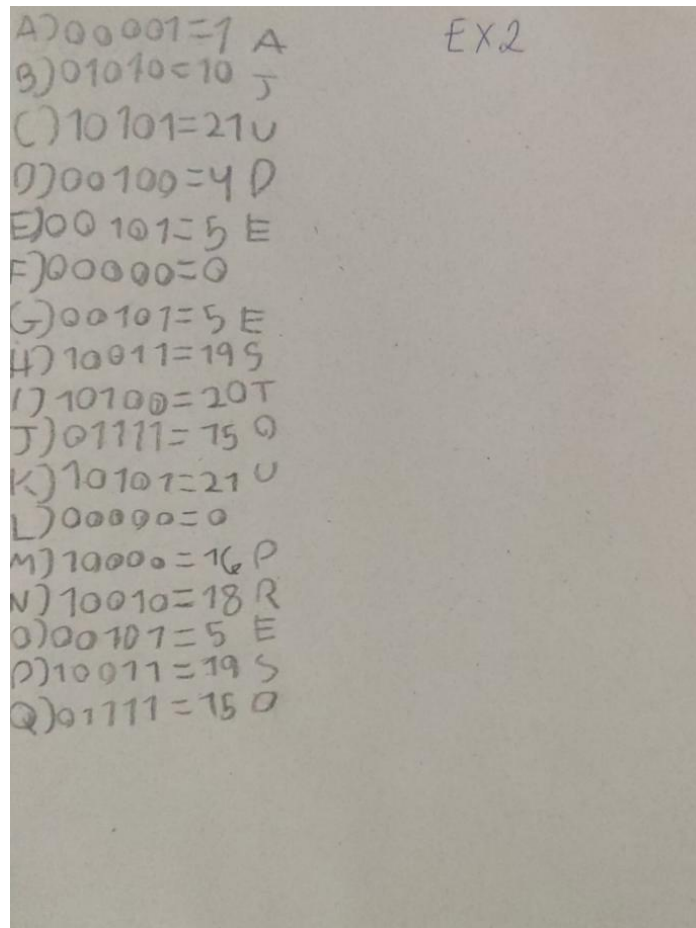 A)00001=1 A
EX2
B)01010=10 J
C)10101=21 U
D)00100=4 D
E)00101=5 E
F)00000=0
G)00101=5 E
H)10011=19 S
I)10100=20 T
J)01111=15 O
K)10101=21 U
L)00000=0
M)10000=16 P
N)10010=18 R
O)00101=5 E
P)10011=19 S
Q)01111=15 O